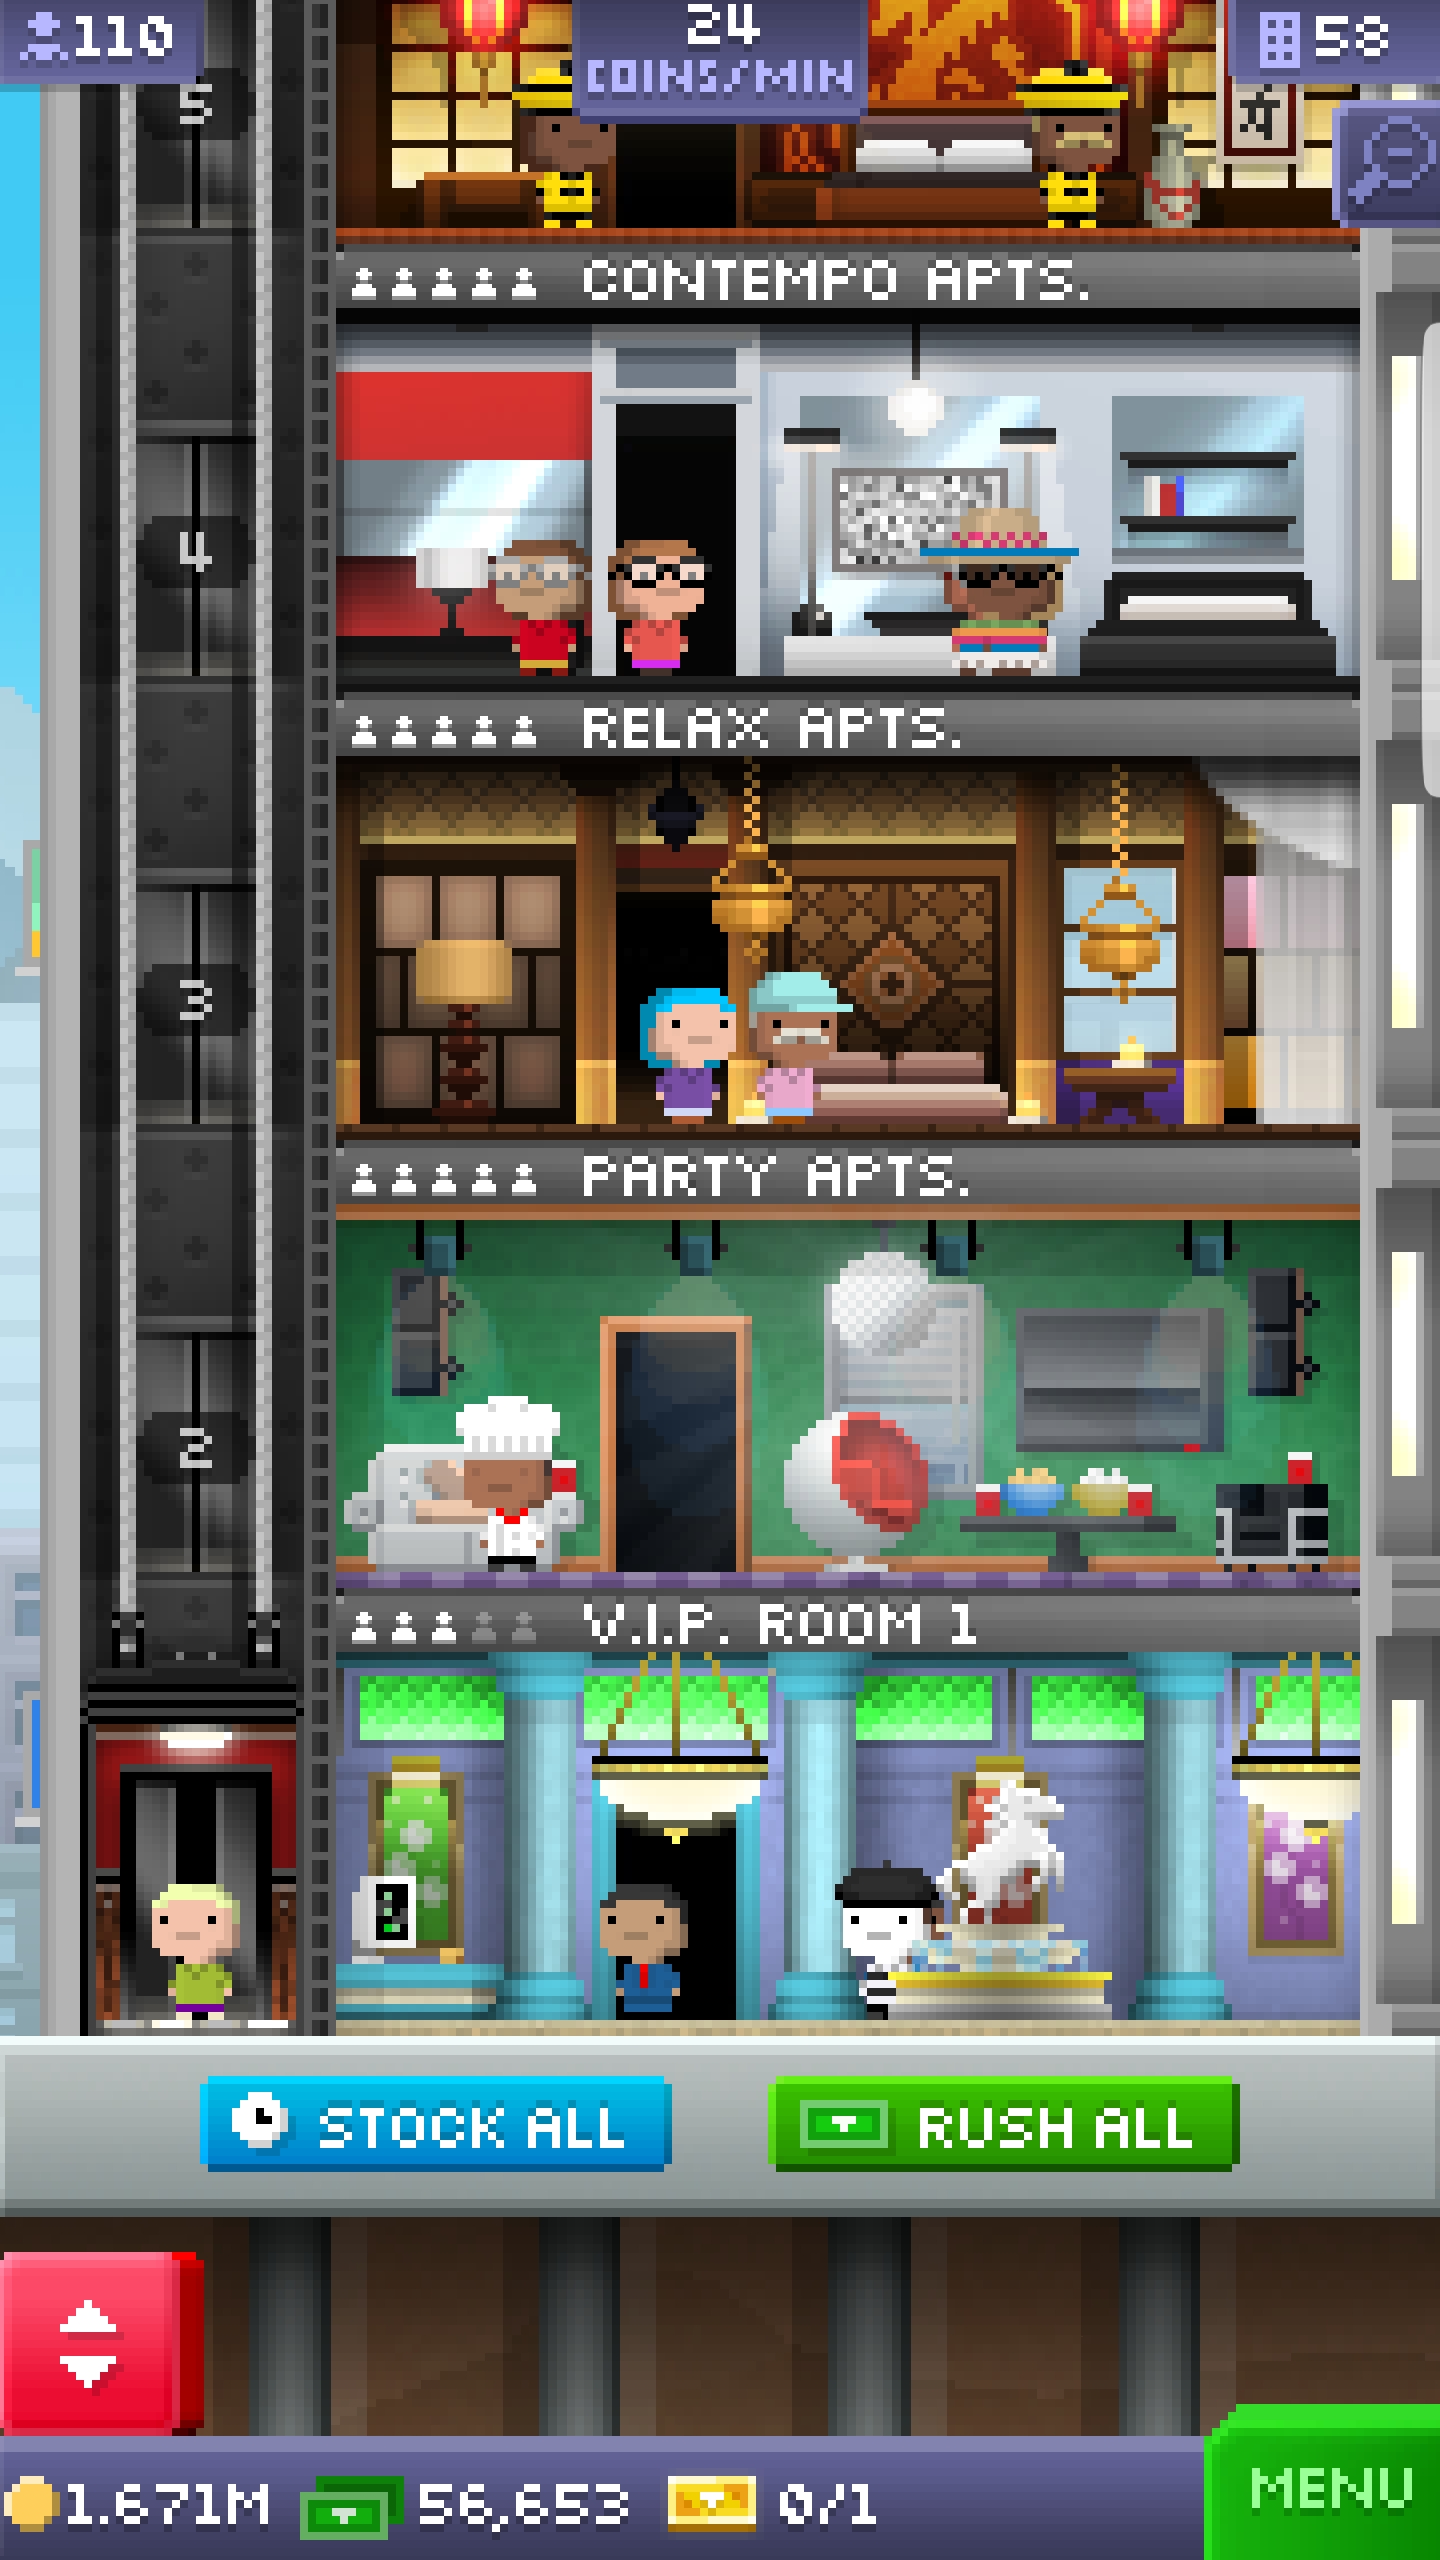 110
24
COINS/MIN
58
5
CONTEMPO APTS.
4
RELAX APTS.
3
PARTY APTS.
2
V.I.P. ROOM 1
STOCK ALL
RUSH ALL
1.671M
56,653
0/1
MENU